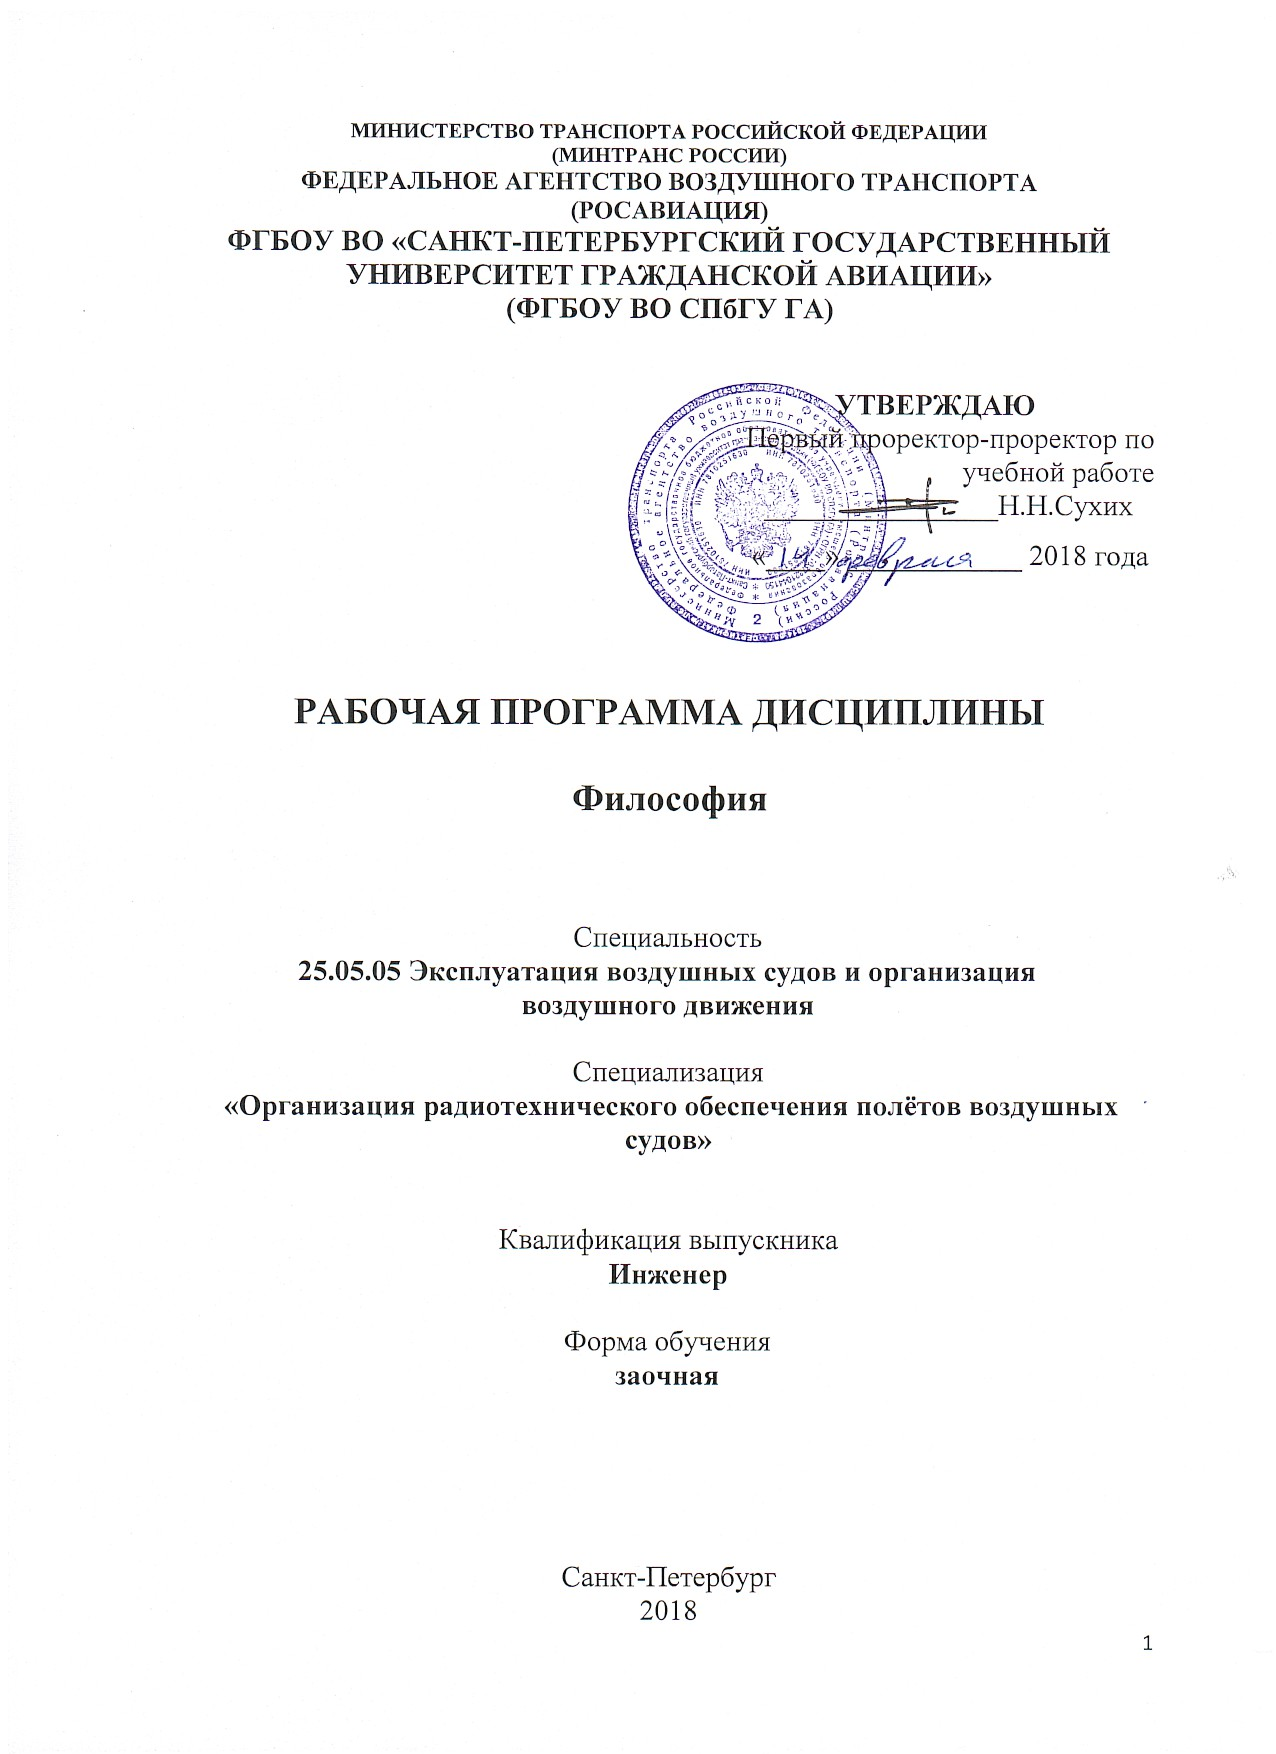 МИНИСТЕРСТВО ТРАНСПОРТА РОССИЙСКОЙ ФЕДЕРАЦИИ
(МИНТРАНС РОССИИ)
ФЕДЕРАЛЬНОЕ АГЕНТСТВО ВОЗДУШНОГО ТРАНСПОРТА
(РОСАВИАЦИЯ)
ФГБОУ ВО «САНКТ-ПЕТЕРБУРГСКИЙ ГОСУДАРСТВЕННЫЙ
УНИВЕРСИТЕТ ГРАЖДАНСКОЙ АВИАЦИИ»
(ФГБОУ ВО СПбГУ ГА)
УТВЕРЖДАЮ
Первый проректор-проректор по
учебной работе
Н.Н.Сухих
«14» февраля 2018 года
РАБОЧАЯ ПРОГРАММА ДИСЦИПЛИНЫ
Философия
Специальность
25.05.05 Эксплуатация воздушных судов и организация
воздушного движения
Специализация
«Организация радиотехнического обеспечения полётов воздушных
судов»
Квалификация выпускника
Инженер
Форма обучения
заочная
Санкт-Петербург
2018
1